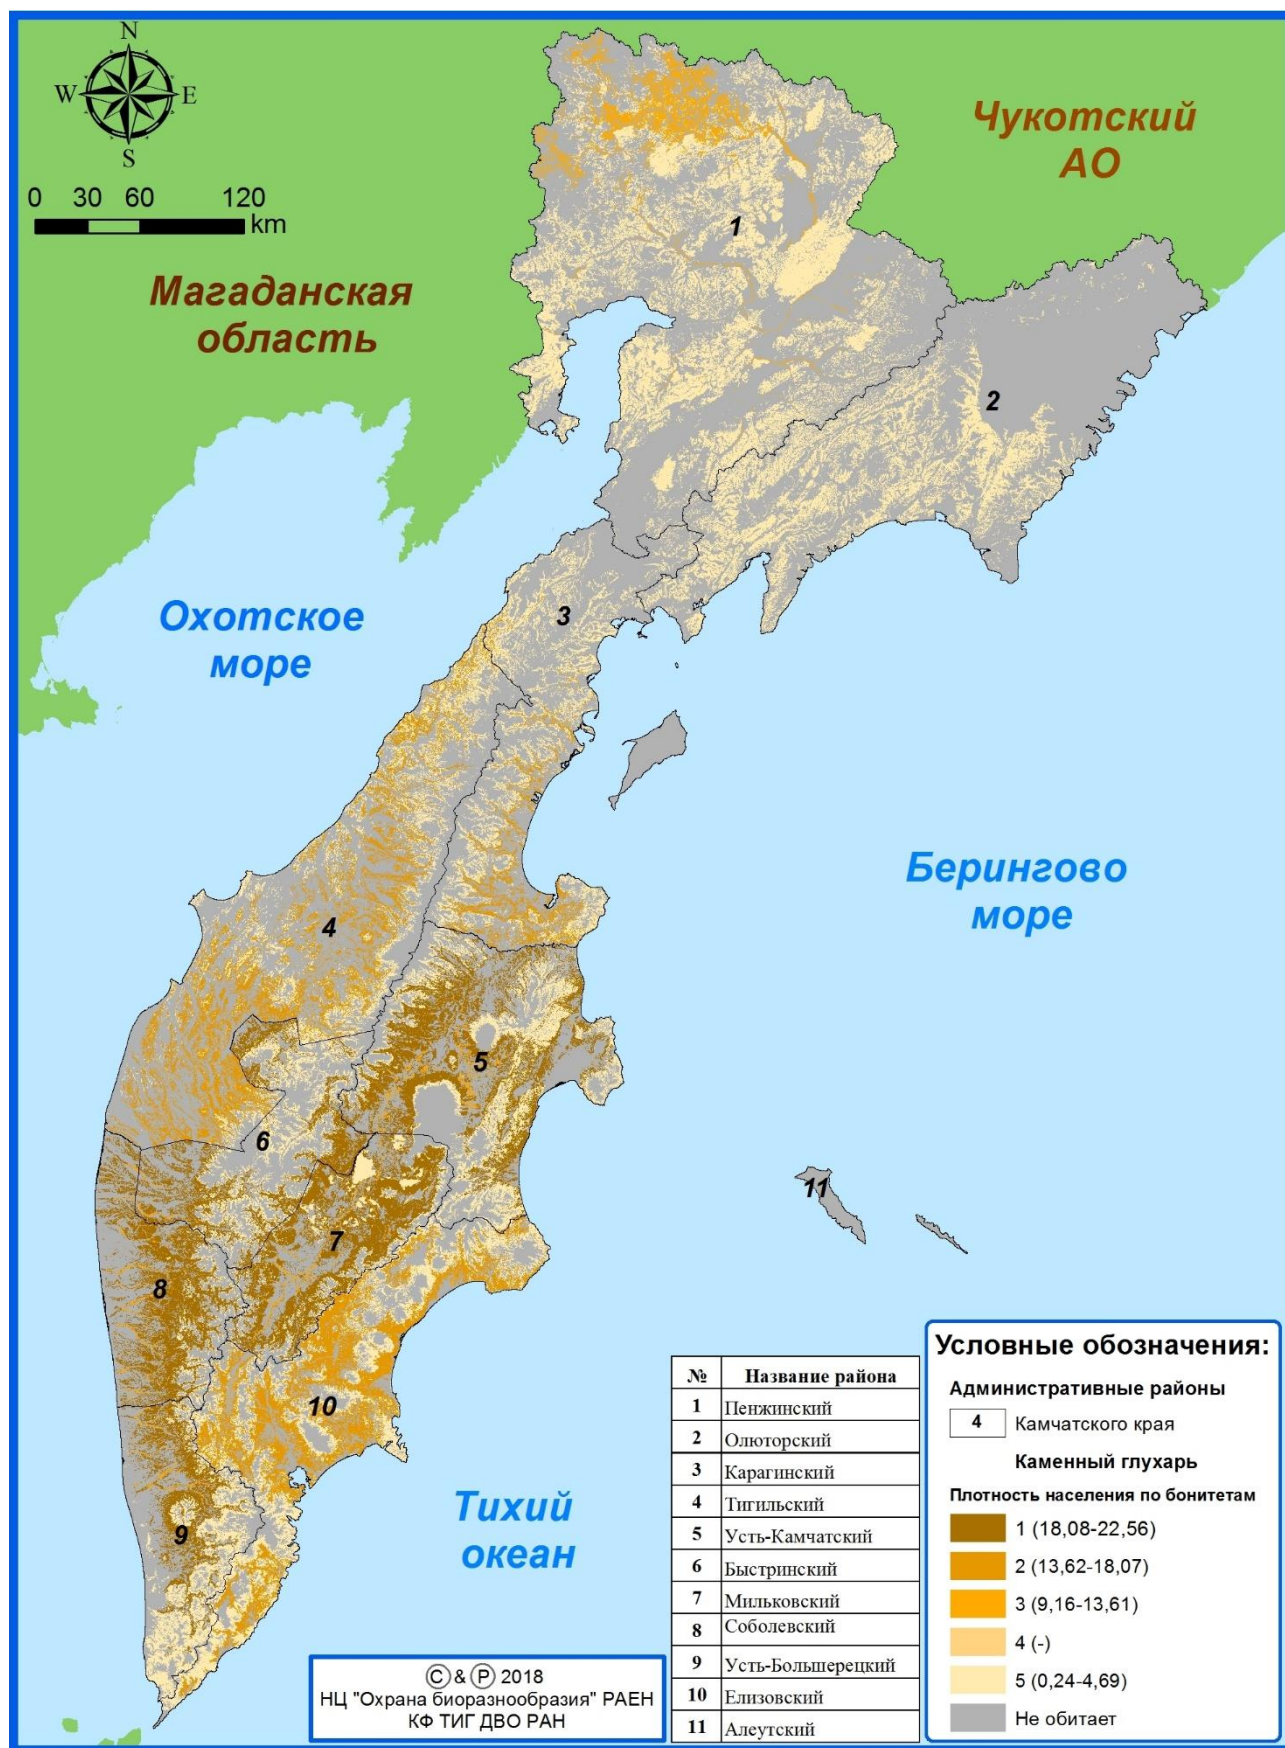 N
W E
S
0 30 60 120
km
Чукотский
АО
Магаданская
область
Охотское
море
Берингово
море
Тихий
океан
1
2
3
4
5
6
7
8
9
10
11
№ Название района
1 Пенжинский
2 Олюторский
3 Карагинский
4 Тигильский
5 Усть-Камчатский
6 Быстринский
7 Мильковский
8 Соболевский
9 Усть-Большерецкий
10 Елизовский
11 Алеутский
Условные обозначения:
Административные районы
4 Камчатского края
Каменный глухарь
Плотность населения по бонитетам
1 (18,08-22,56)
2 (13,62-18,07)
3 (9,16-13,61)
4 (-)
5 (0,24-4,69)
Не обитает
Ⓒ & Ⓟ 2018
НЦ "Охрана биоразнообразия" РАЕН
КФ ТИГ ДВО РАН